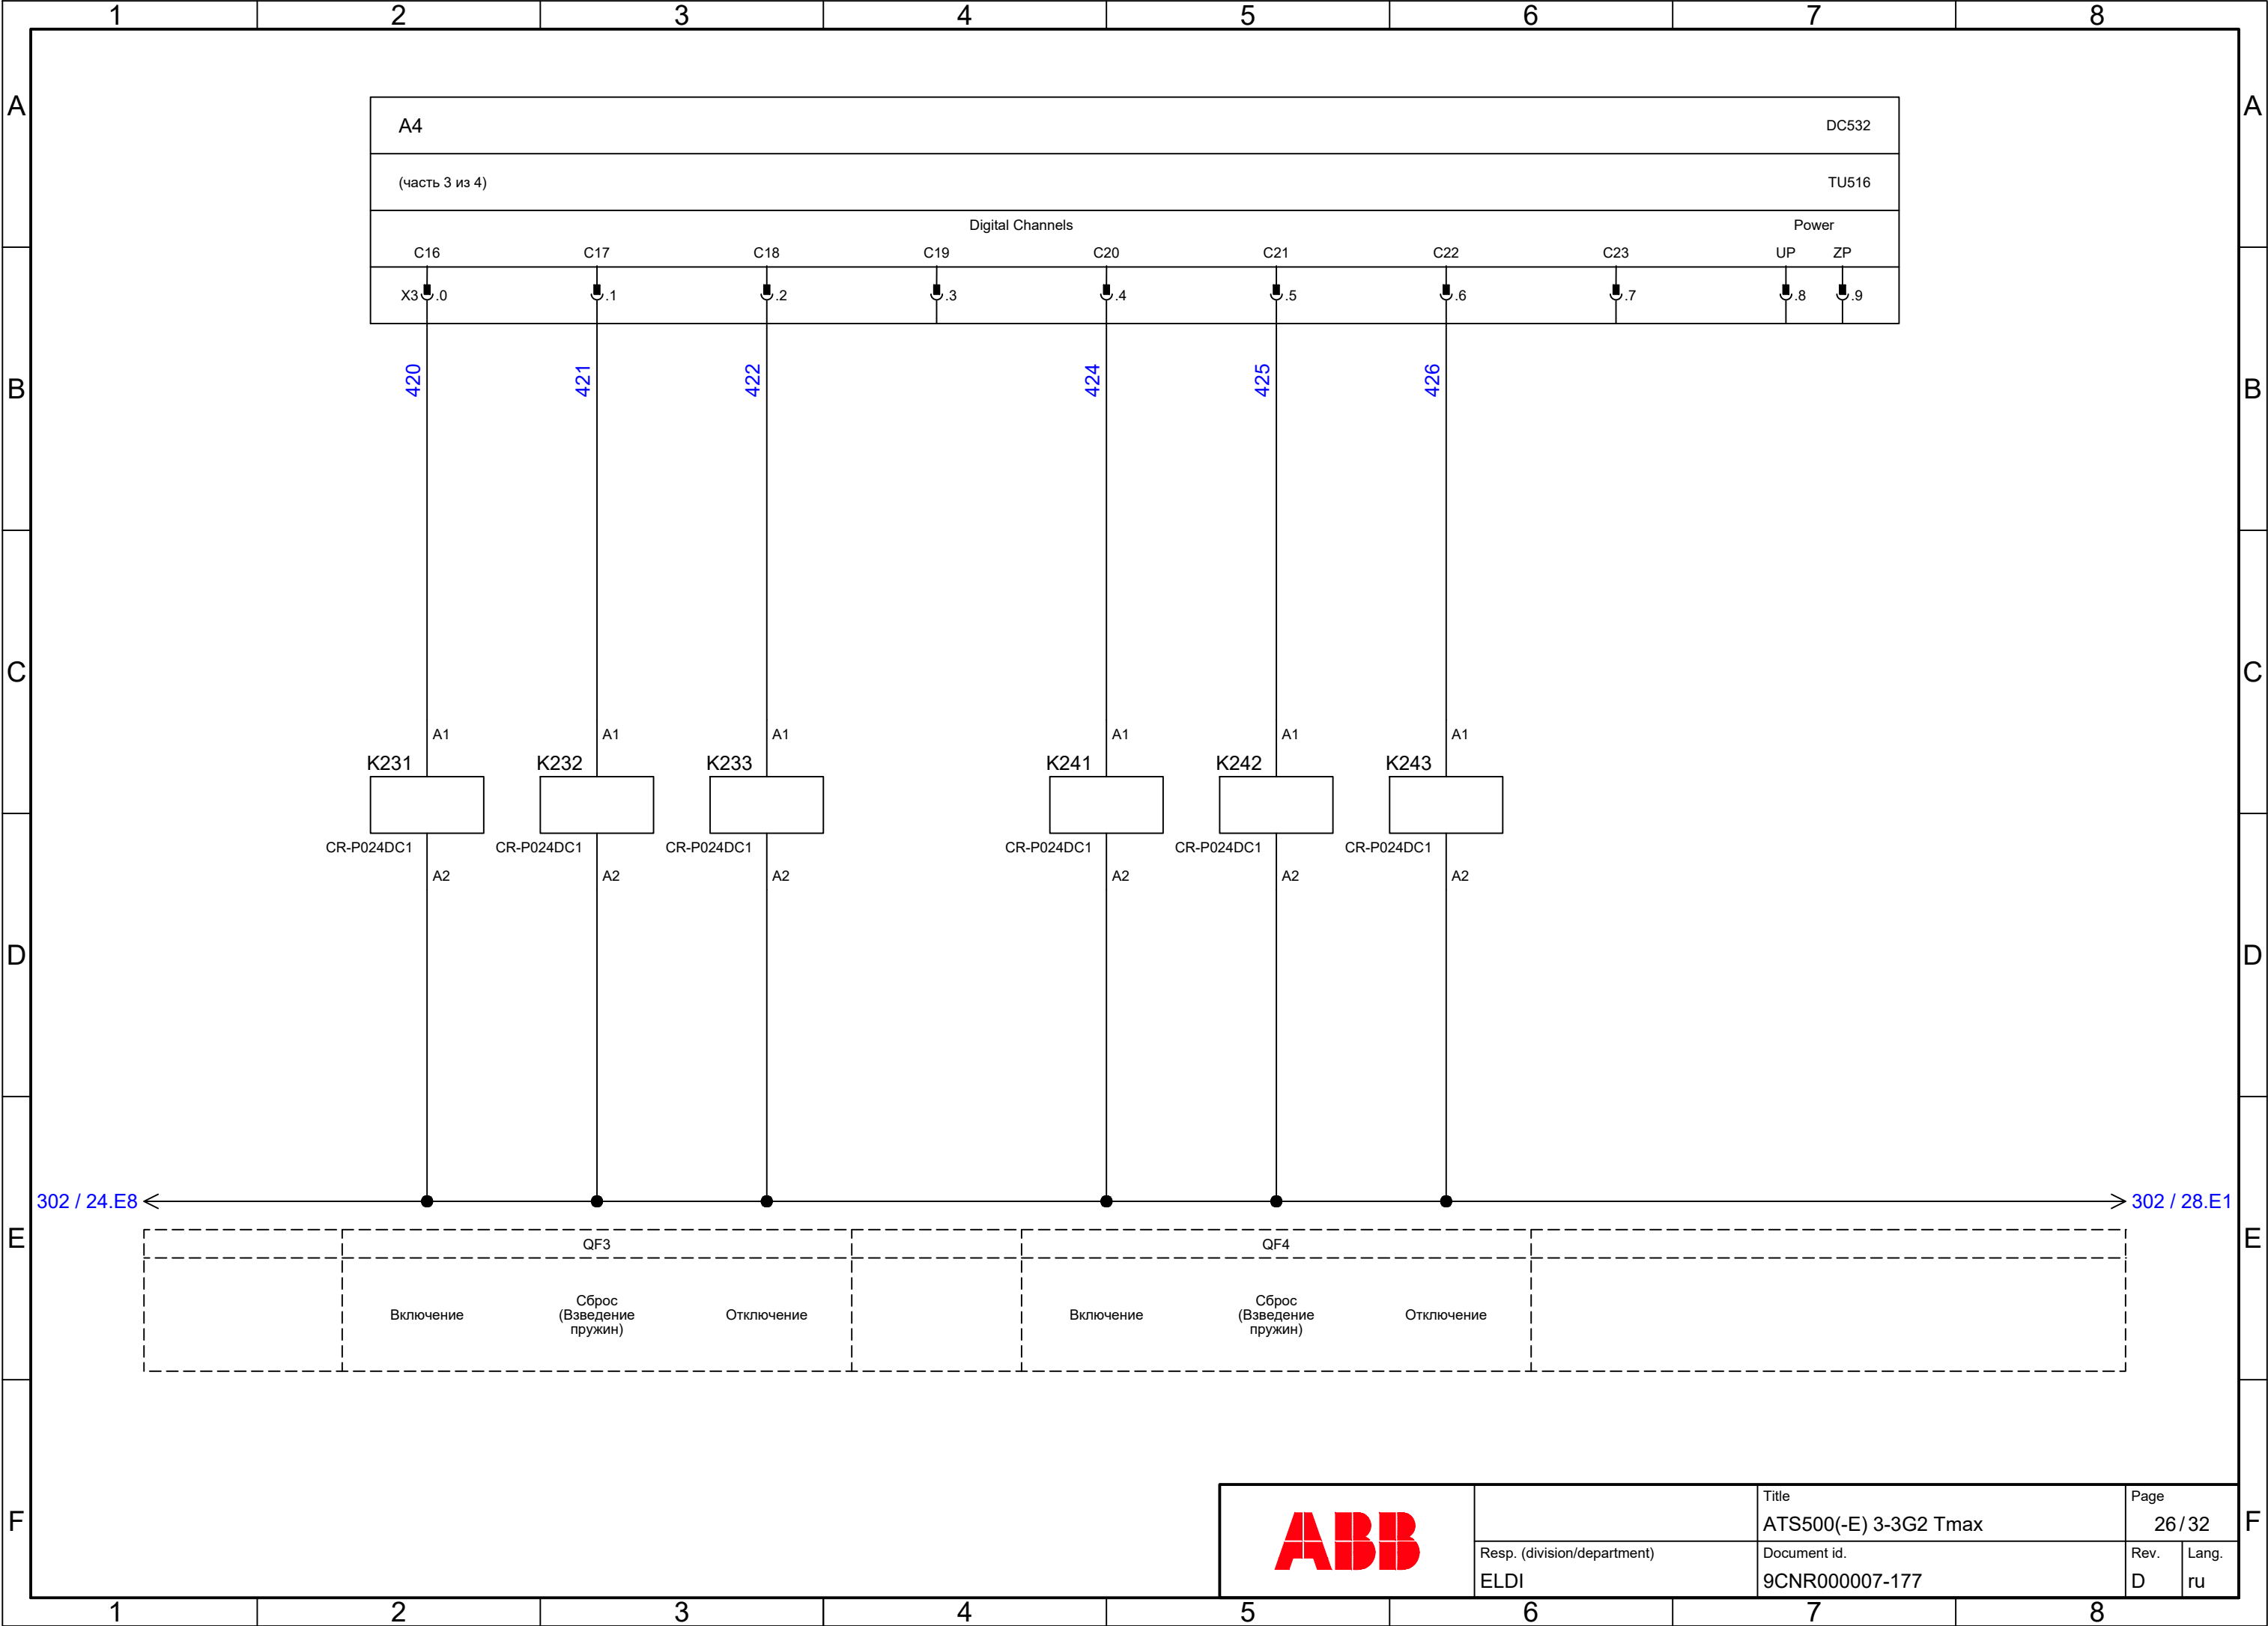 1 2 3 4 5 6 7 8
A A
A4 DC532
(часть 3 из 4) TU516
Digital Channels Power
C16 C17 C18 C19 C20 C21 C22 C23 UP ZP
X3 .0 .1 .2 .3 .4 .5 .6 .7 .8 .9
B B
420 421 422 424 425 426
C C
A1 A1 A1 A1 A1 A1
K231 K232 K233 K241 K242 K243
CR-P024DC1 CR-P024DC1 CR-P024DC1 CR-P024DC1 CR-P024DC1 CR-P024DC1
A2 A2 A2 A2 A2 A2
D D
302 / 24.E8 302 / 28.E1
E E
QF3 QF4
Включение
Сброс
(Взведение
пружин)
Отключение
Включение
Сброс
(Взведение
пружин)
Отключение
F F
ABB
Title
ATS500(-E) 3-3G2 Tmax
Page
26 / 32
Resp. (division/department)
ELDI
Document id.
9CNR000007-177
Rev.
D
Lang.
ru
1 2 3 4 5 6 7 8